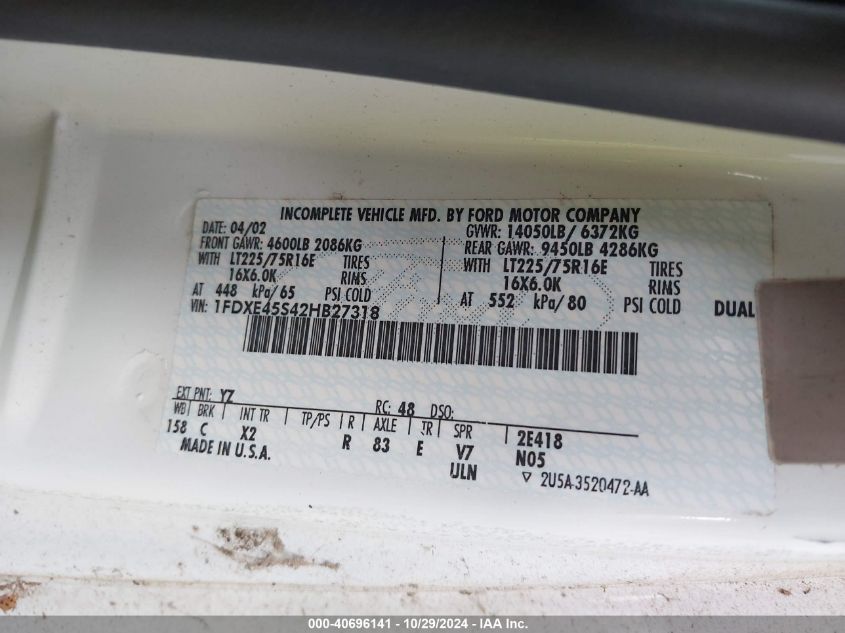 INCOMPLETE VEHICLE MFD. BY FORD MOTOR COMPANY
DATE: 04/02 GVWR: 14050LB/ 6372KG
FRONT GAWR: 4600LB 2086KG REAR GAWR: 9450LB 4286KG
WITH LT225/75R16E TIRES WITH LT225/75R16E TIRES
16X6.0K RIMS 16X6.0K RIMS
AT 448 kPa/65 PSI COLD AT 552 kPa/80 PSI COLD DUAL
VIN: 1FDXE45S42HB27318
EXT PNT: YZ RC: 48 DSO:
WB BRK INT TR TP/PS R AXLE TR SPR 2E418
158 C X2 R 83 E V7 N05
MADE IN U.S.A. ULN ▽ 2U5A-3520472-AA
000-40696141 / 10/29/2024 - IAA Inc.